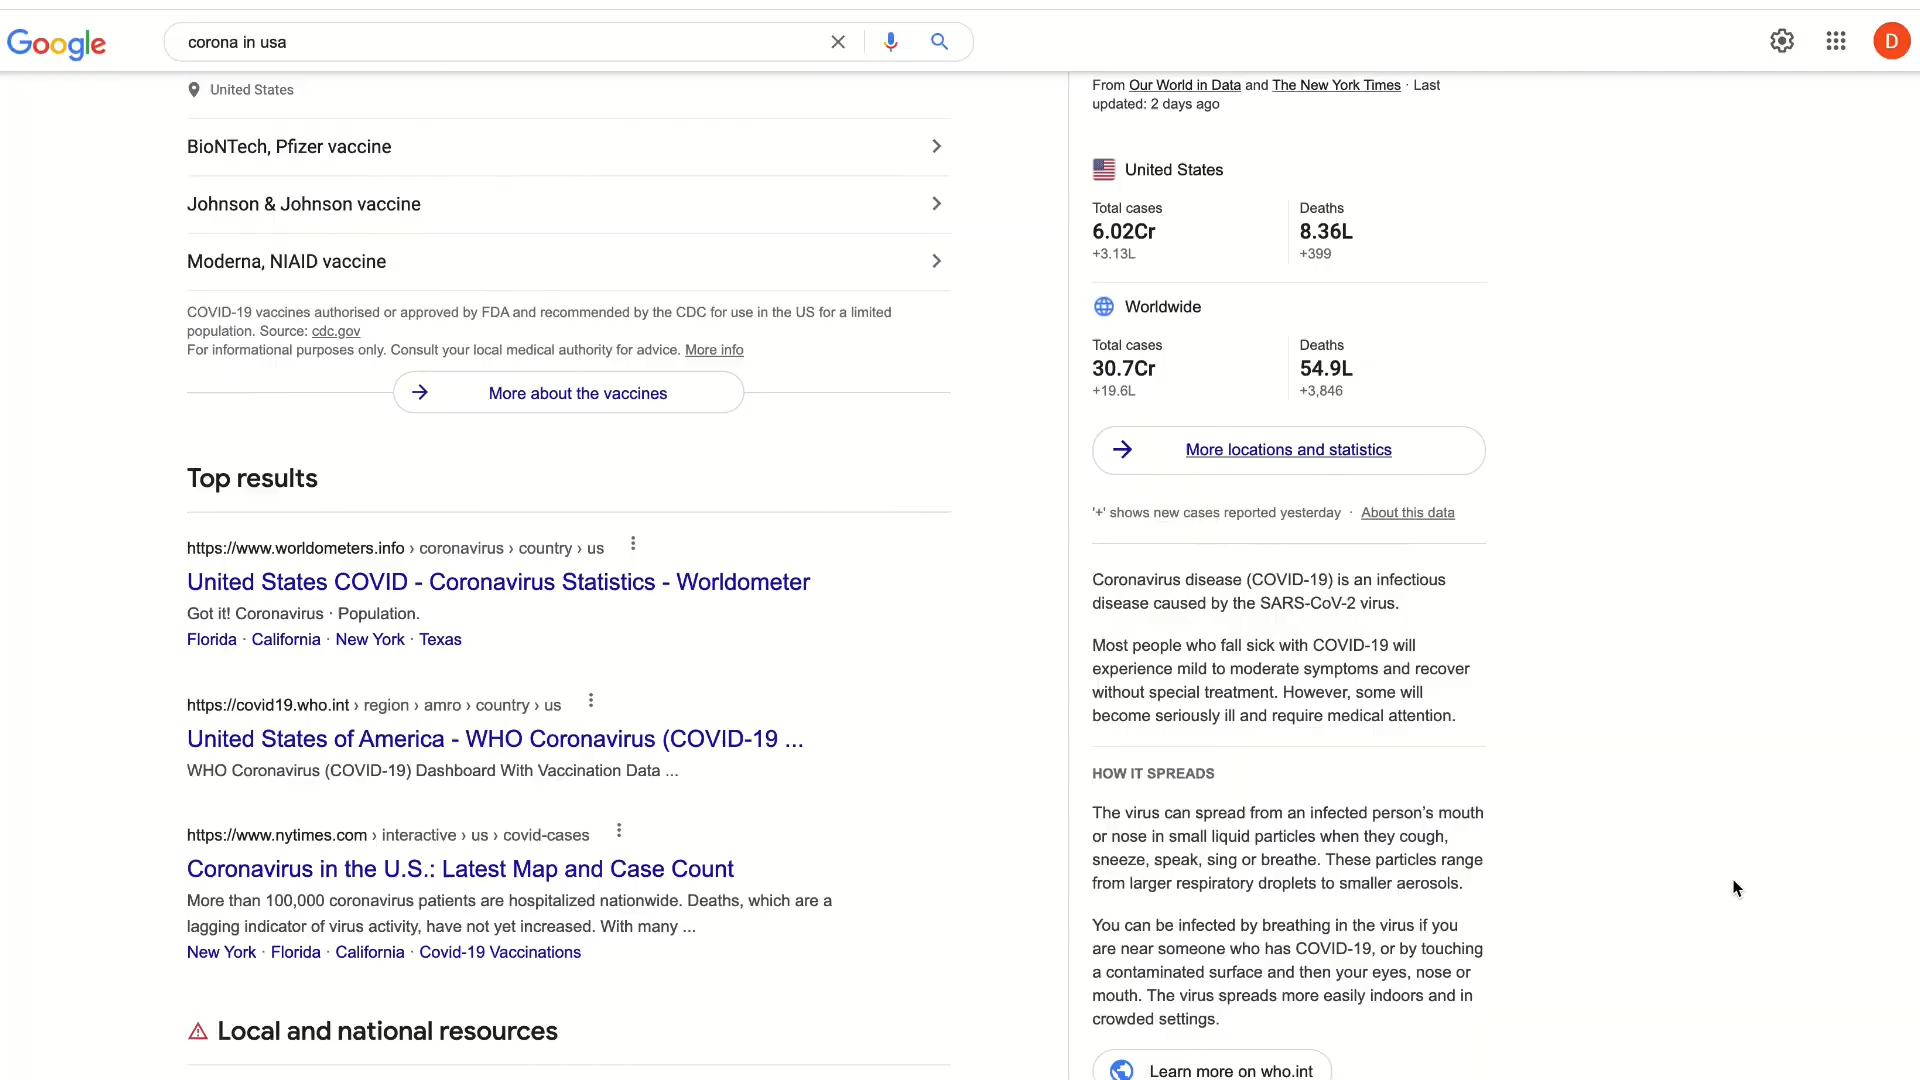 Google
corona in usa
D
United States
BioNTech, Pfizer vaccine
Johnson & Johnson vaccine
Moderna, NIAID vaccine
COVID-19 vaccines authorised or approved by FDA and recommended by the CDC for use in the US for a limited
population. Source: cdc.gov
For informational purposes only. Consult your local medical authority for advice. More info
More about the vaccines
Top results
https://www.worldometers.info › coronavirus › country › us
United States COVID - Coronavirus Statistics - Worldometer
Got it! Coronavirus · Population.
Florida · California · New York · Texas
https://covid19.who.int › region › amro › country › us
United States of America - WHO Coronavirus (COVID-19 ...
WHO Coronavirus (COVID-19) Dashboard With Vaccination Data ...
https://www.nytimes.com › interactive › us › covid-cases
Coronavirus in the U.S.: Latest Map and Case Count
More than 100,000 coronavirus patients are hospitalized nationwide. Deaths, which are a
lagging indicator of virus activity, have not yet increased. With many ...
New York · Florida · California · Covid-19 Vaccinations
Local and national resources
From Our World in Data and The New York Times · Last
updated: 2 days ago
United States
Total cases
6.02Cr
+3.13L
Deaths
8.36L
+399
Worldwide
Total cases
30.7Cr
+19.6L
Deaths
54.9L
+3,846
More locations and statistics
'+' shows new cases reported yesterday · About this data
Coronavirus disease (COVID-19) is an infectious
disease caused by the SARS-CoV-2 virus.
Most people who fall sick with COVID-19 will
experience mild to moderate symptoms and recover
without special treatment. However, some will
become seriously ill and require medical attention.
HOW IT SPREADS
The virus can spread from an infected person’s mouth
or nose in small liquid particles when they cough,
sneeze, speak, sing or breathe. These particles range
from larger respiratory droplets to smaller aerosols.
You can be infected by breathing in the virus if you
are near someone who has COVID-19, or by touching
a contaminated surface and then your eyes, nose or
mouth. The virus spreads more easily indoors and in
crowded settings.
Learn more on who.int